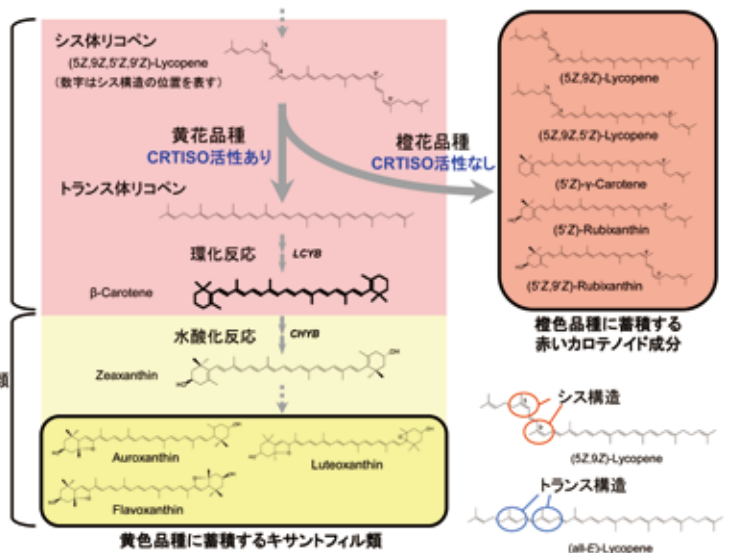 シス体リコペン
(5Z,9Z,5'Z,9'Z)-Lycopene
(数字はシス構造の位置を表す)
黄花品種
CRTISO活性あり
橙花品種
CRTISO活性なし
トランス体リコペン
環化反応
LCYB
β-Carotene
水酸化反応
CHYB
Zeaxanthin
類
Auroxanthin
Luteoxanthin
Flavoxanthin
黄色品種に蓄積するキサントフィル類
(5Z,9Z)-Lycopene
(5Z,9Z,5'Z)-Lycopene
(5'Z)-γ-Carotene
(5'Z)-Rubixanthin
(5'Z,9'Z)-Rubixanthin
橙色品種に蓄積する
赤いカロテノイド成分
シス構造
(5Z,9Z)-Lycopene
トランス構造
(all-E)-Lycopene